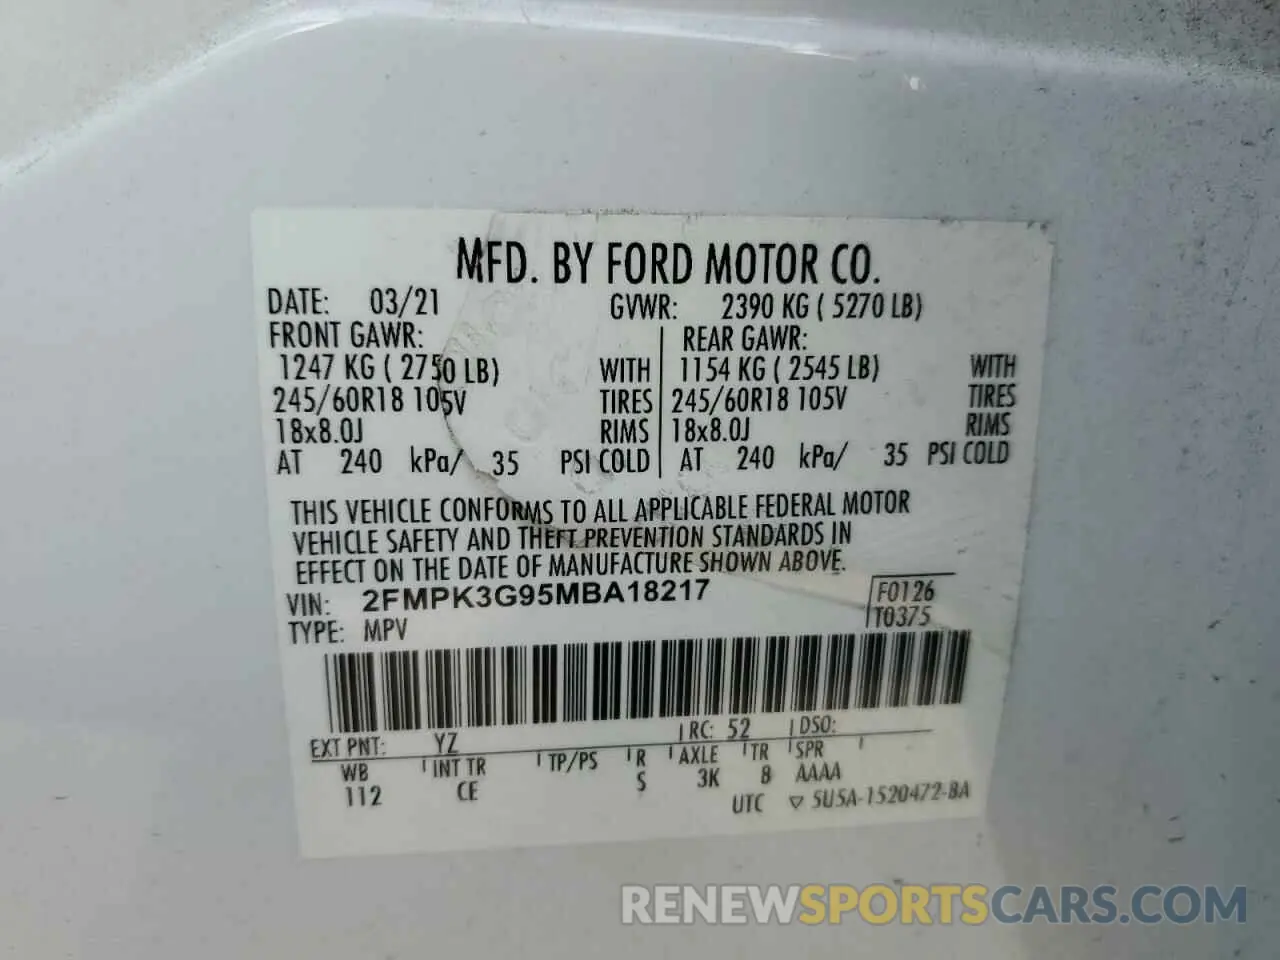 MFD. BY FORD MOTOR CO.
DATE: 03/21 GVWR: 2390 KG ( 5270 LB)
FRONT GAWR: REAR GAWR:
1247 KG ( 2750 LB) WITH 1154 KG ( 2545 LB) WITH
245/60R18 105V TIRES 245/60R18 105V TIRES
18x8.0J RIMS 18x8.0J RIMS
AT 240 kPa/ 35 PSI COLD AT 240 kPa/ 35 PSI COLD
THIS VEHICLE CONFORMS TO ALL APPLICABLE FEDERAL MOTOR
VEHICLE SAFETY AND THEFT PREVENTION STANDARDS IN
EFFECT ON THE DATE OF MANUFACTURE SHOWN ABOVE.
VIN: 2FMPK3G95MBA18217 F0126
TYPE: MPV T0375
EXT PNT: YZ RC: 52 DSO:
WB INT TR TP/PS R AXLE TR SPR
112 CE S 3K 8 AAAA
UTC ▽ 5U5A-1520472-BA
RENEWSPORTSCARS.COM